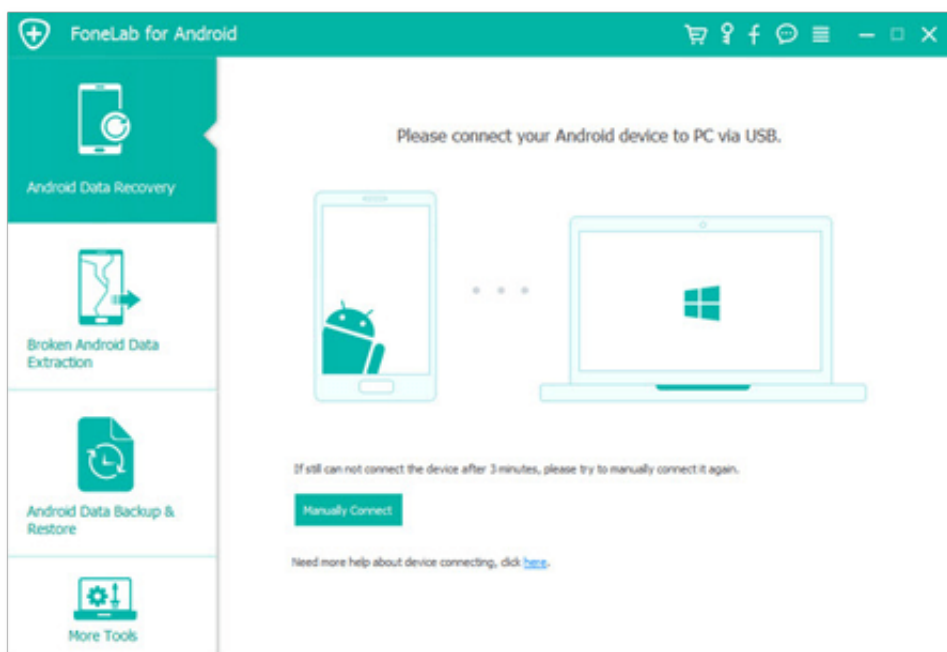 FoneLab for Android
Android Data Recovery
Broken Android Data
Extraction
Android Data Backup &
Restore
More Tools
Please connect your Android device to PC via USB.
If still can not connect the device after 3 minutes, please try to manually connect it again.
Manually Connect
Need more help about device connecting, click here.